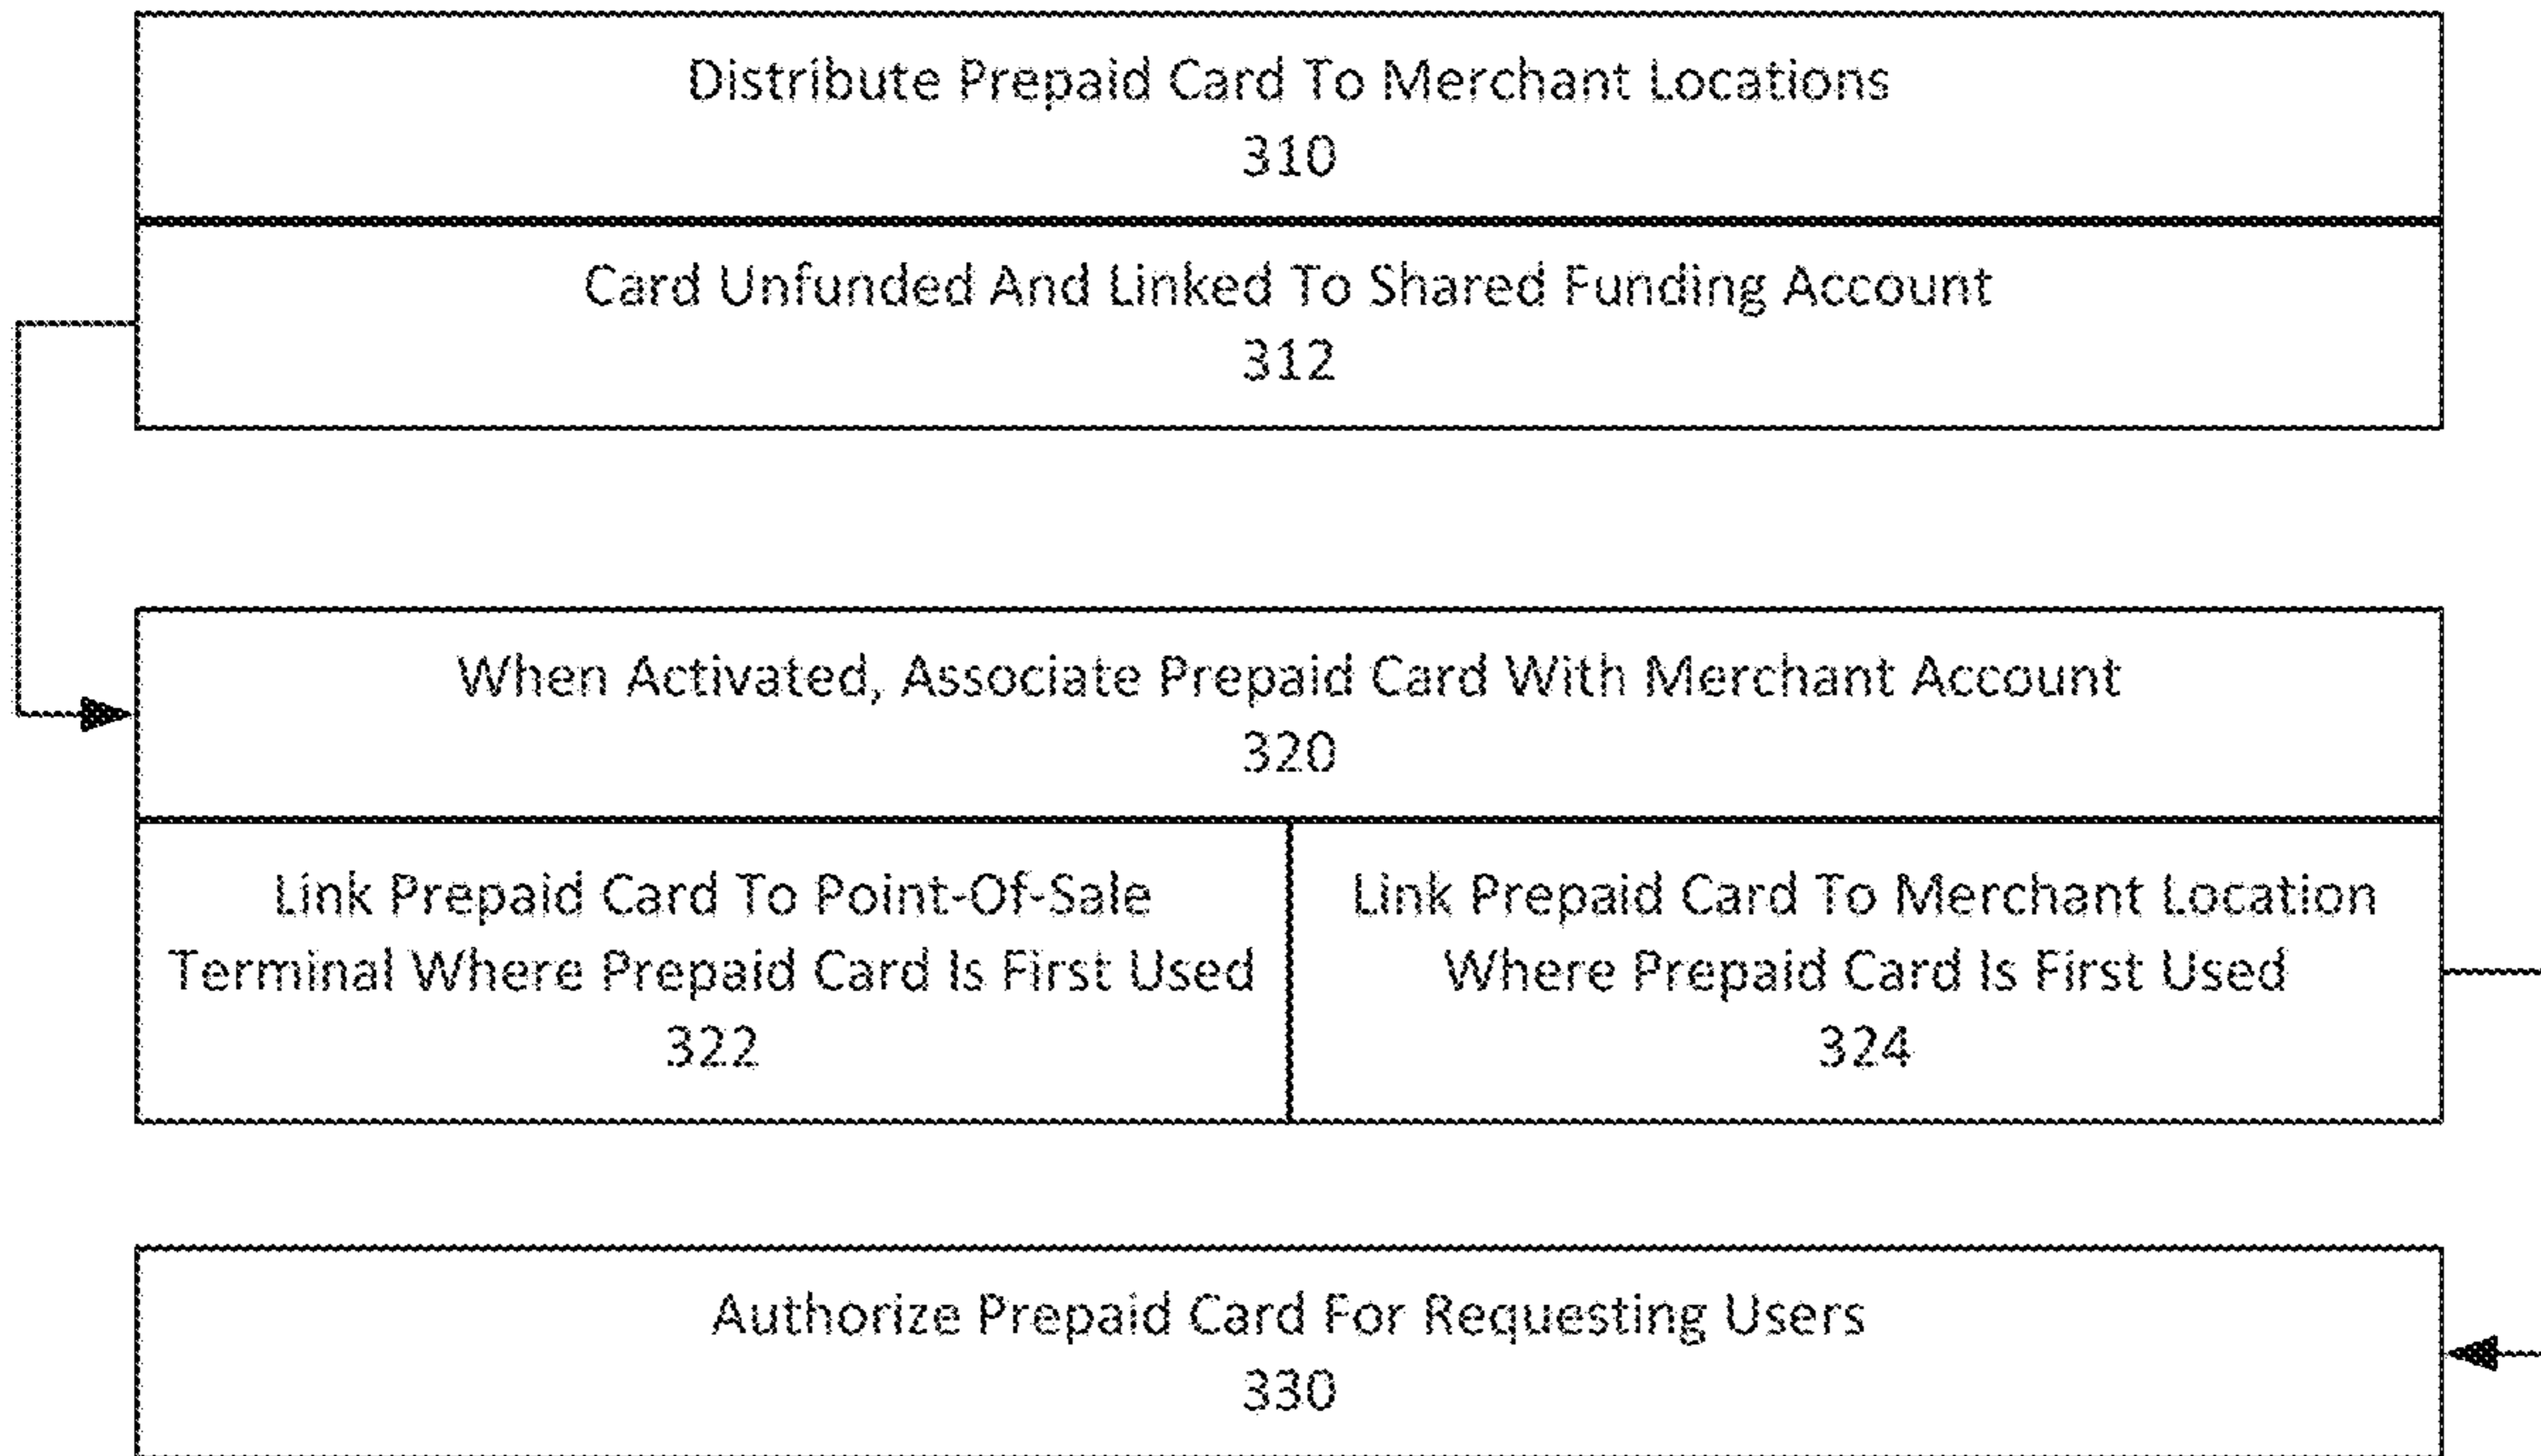 Distribute Prepaid Card To Merchant Locations
310
Card Unfunded And Linked To Shared Funding Account
312
When Activated, Associate Prepaid Card With Merchant Account
320
Link Prepaid Card To Point-Of-Sale
Terminal Where Prepaid Card Is First Used
322
Link Prepaid Card To Merchant Location
Where Prepaid Card Is First Used
324
Authorize Prepaid Card For Requesting Users
330